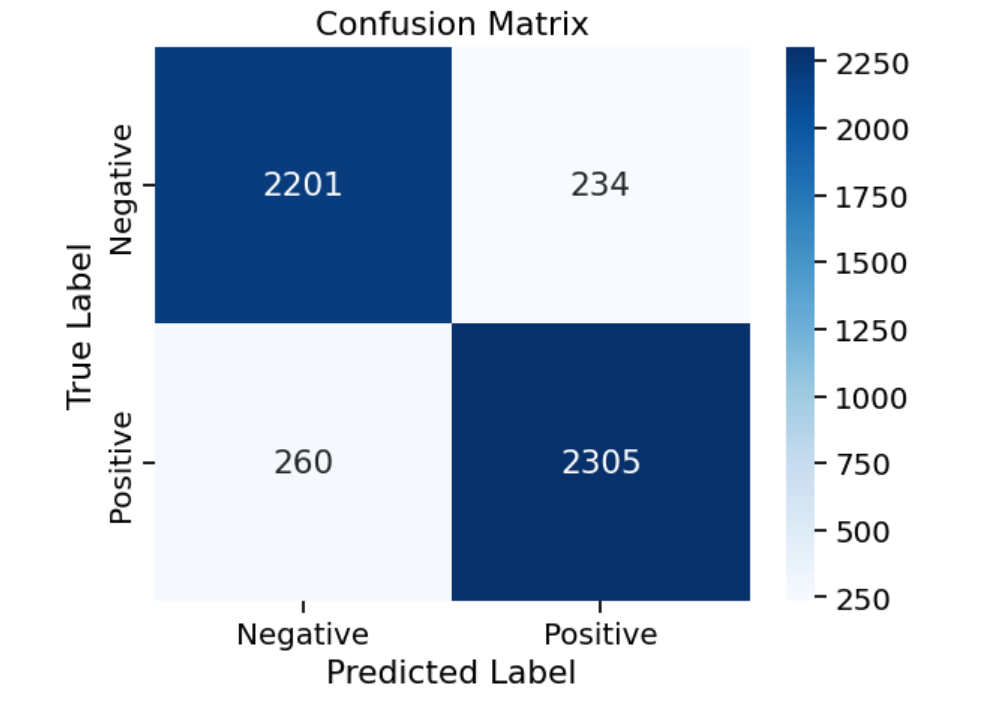 Confusion Matrix
True Label
Negative
Positive
2201 234
260 2305
Negative Positive
Predicted Label
2250
2000
1750
1500
1250
1000
750
500
250